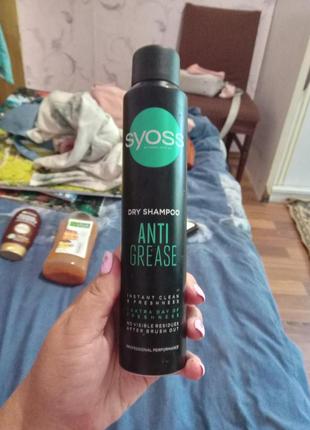 syoss
DRY SHAMPOO
ANTI
GREASE
INSTANT CLEAN
& FRESHNESS
EXTRA DAY OF
FRESHNESS
NO VISIBLE RESIDUES
AFTER BRUSH OUT
PROFESSIONAL PERFORMANCE